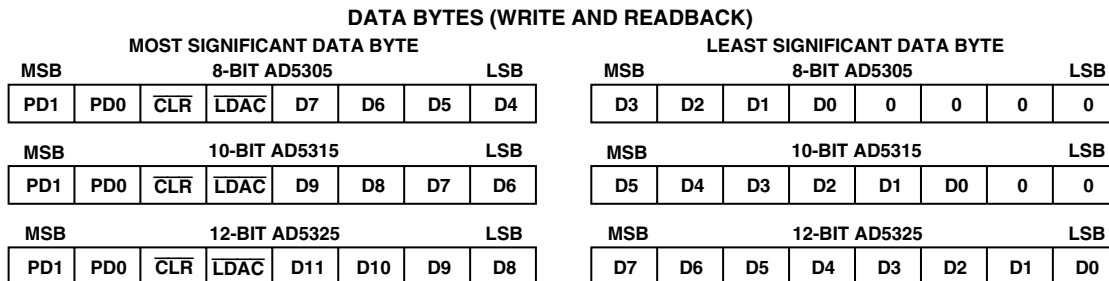 DATA BYTES (WRITE AND READBACK)
MOST SIGNIFICANT DATA BYTE
MSB 8-BIT AD5305 LSB
PD1 PD0 CLR LDAC D7 D6 D5 D4
MSB 10-BIT AD5315 LSB
PD1 PD0 CLR LDAC D9 D8 D7 D6
MSB 12-BIT AD5325 LSB
PD1 PD0 CLR LDAC D11 D10 D9 D8
LEAST SIGNIFICANT DATA BYTE
MSB 8-BIT AD5305 LSB
D3 D2 D1 D0 0 0 0 0
MSB 10-BIT AD5315 LSB
D5 D4 D3 D2 D1 D0 0 0
MSB 12-BIT AD5325 LSB
D7 D6 D5 D4 D3 D2 D1 D0